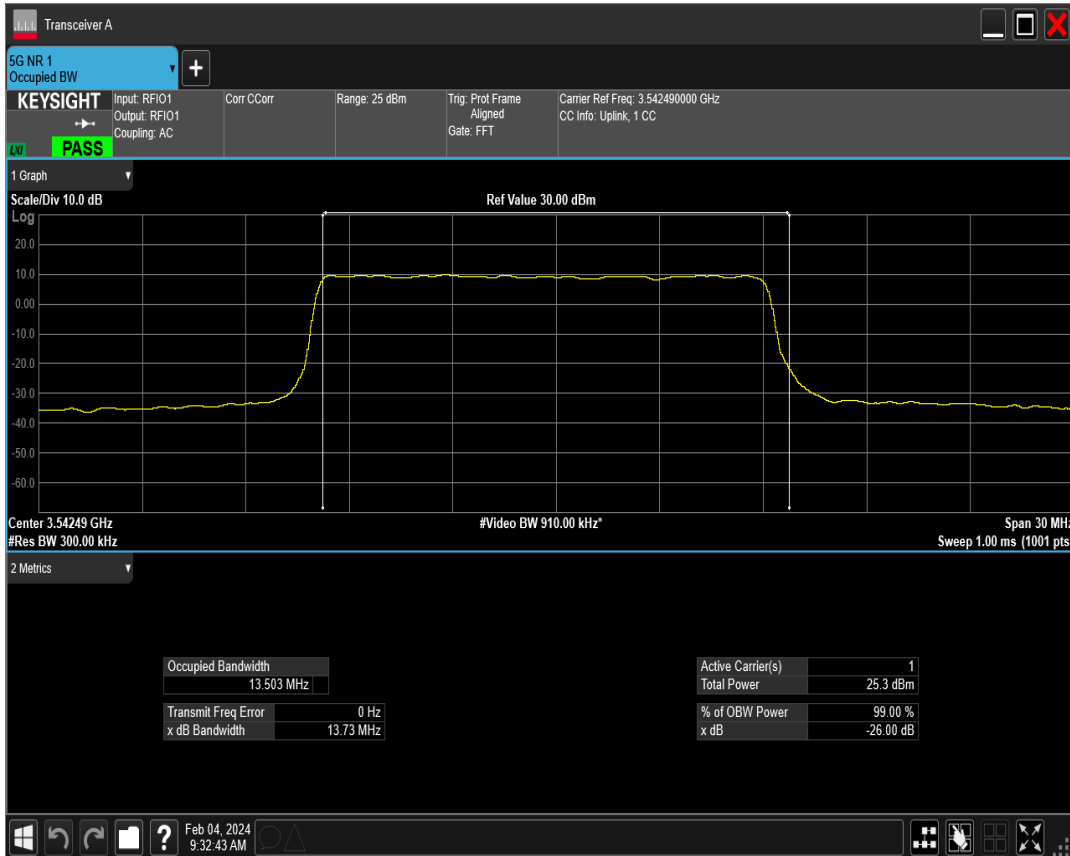 Transceiver A
5G NR 1
Occupied BW
+
KEYSIGHT
Input: RFIO1
Output: RFIO1
Coupling: AC
Corr CCorr
Range: 25 dBm
Trig: Prot Frame
Aligned
Gate: FFT
Carrier Ref Freq: 3.542490000 GHz
CC Info: Uplink, 1 CC
LXI
PASS
1 Graph
Scale/Div 10.0 dB
Ref Value 30.00 dBm
Log
20.0
10.0
0.00
-10.0
-20.0
-30.0
-40.0
-50.0
-60.0
Center 3.54249 GHz
#Video BW 910.00 kHz*
Span 30 MHz
#Res BW 300.00 kHz
Sweep 1.00 ms (1001 pts
2 Metrics
Occupied Bandwidth
13.503 MHz
Transmit Freq Error 0 Hz
x dB Bandwidth 13.73 MHz
Active Carrier(s) 1
Total Power 25.3 dBm
% of OBW Power 99.00 %
x dB -26.00 dB
?
Feb 04, 2024
9:32:43 AM